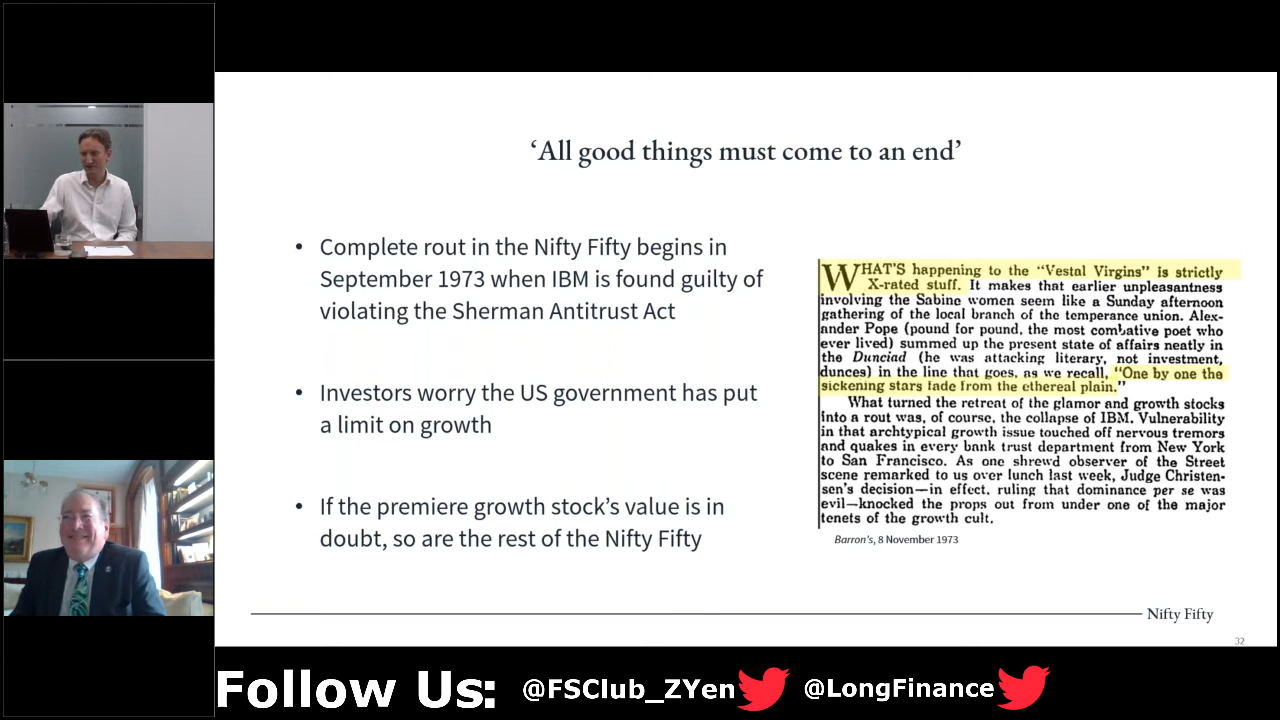 ‘All good things must come to an end’
• Complete rout in the Nifty Fifty begins in
September 1973 when IBM is found guilty of
violating the Sherman Antitrust Act
• Investors worry the US government has put
a limit on growth
• If the premiere growth stock’s value is in
doubt, so are the rest of the Nifty Fifty
WHAT'S happening to the “Vestal Virgins” is strictly
X-rated stuff. It makes that earlier unpleasantness
involving the Sabine women seem like a Sunday afternoon
gathering of the local branch of the temperance union. Alex-
ander Pope (pound for pound, the most combative poet who
ever lived) summed up the present state of affairs neatly in
the Dunciad (he was attacking literary, not investment,
dunces) in the line that goes, as we recall, “One by one the
sickening stars fade from the ethereal plain.”
What turned the retreat of the glamor and growth stocks
into a rout was, of course, the collapse of IBM. Vulnerability
in that archtypical growth issue touched off nervous tremors
and quakes in every bank trust department from New York
to San Francisco. As one shrewd observer of the Street
scene remarked to us over lunch last week, Judge Christen-
sen's decision—in effect, ruling that dominance per se was
evil—knocked the props out from under one of the major
tenets of the growth cult.
Barron's, 8 November 1973
Nifty Fifty
32
Follow Us: @FSClub_ZYen @LongFinance